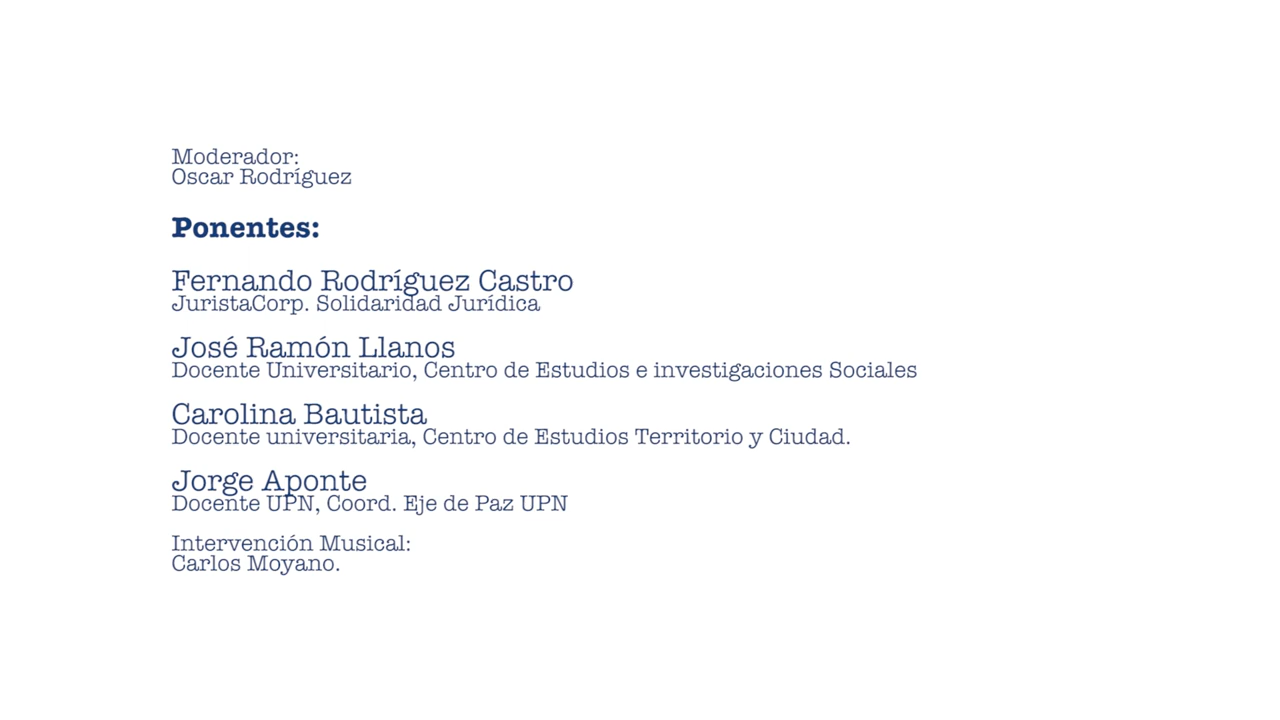 Moderador:
Oscar Rodríguez
Ponentes:
Fernando Rodríguez Castro
JuristaCorp. Solidaridad Jurídica
José Ramón Llanos
Docente Universitario, Centro de Estudios e investigaciones Sociales
Carolina Bautista
Docente universitaria, Centro de Estudios Territorio y Ciudad.
Jorge Aponte
Docente UPN, Coord. Eje de Paz UPN
Intervención Musical:
Carlos Moyano.